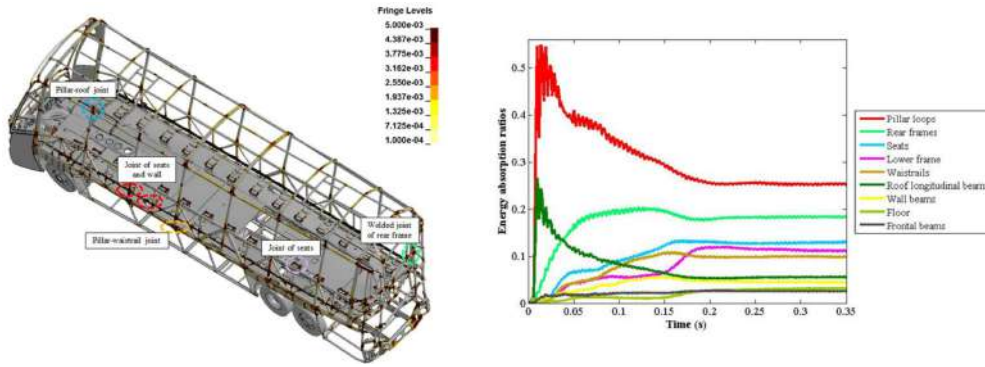 Fringe Levels
5.000e-03
4.387e-03
3.775e-03
3.162e-03
2.550e-03
1.937e-03
1.325e-03
7.125e-04
1.000e-04
Pillar-roof joint
Joint of seats
and wall
Pillar-waistrail joint
Joint of seats
Welded joint
of rear frame
Energy absorption ratios
0.5
0.4
0.3
0.2
0.1
0
0
0.05
0.1
0.15
0.2
0.25
0.3
0.35
Time (s)
Pillar loops
Rear frames
Seats
Lower frame
Waistrails
Roof longitudinal beam
Wall beams
Floor
Frontal beams